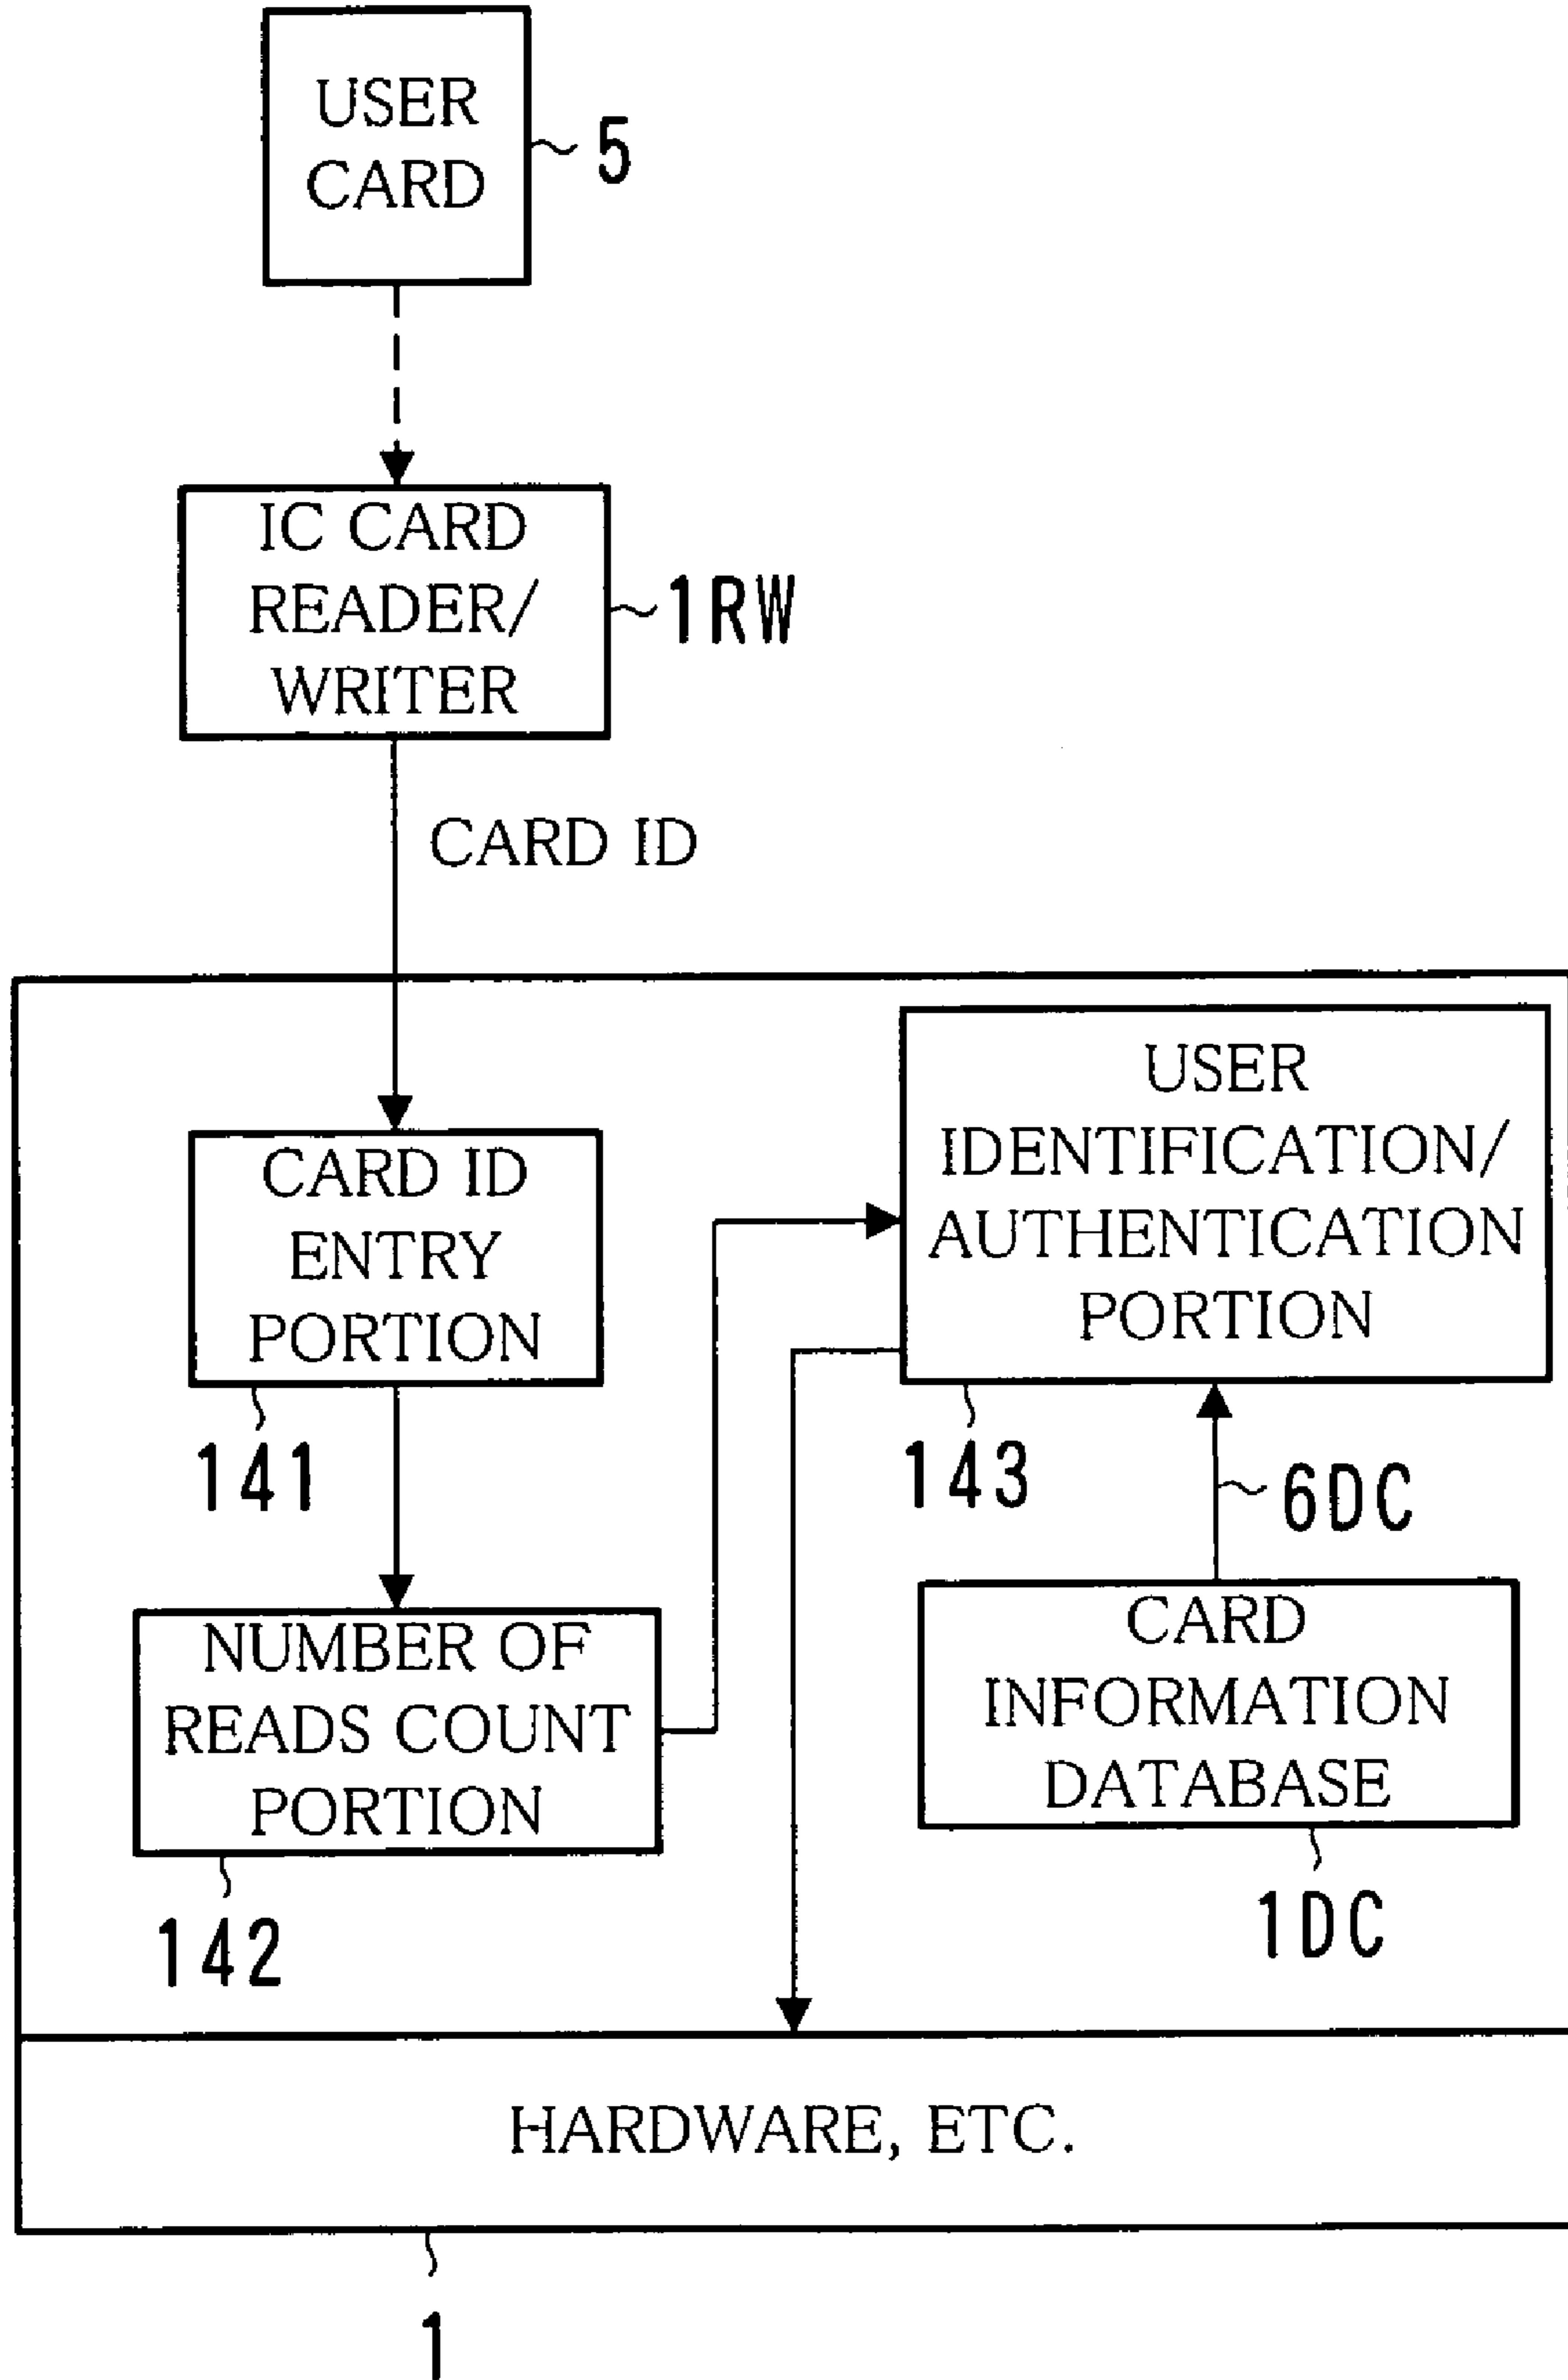 USER
CARD
5
IC CARD
READER/
WRITER
1RW
CARD ID
CARD ID
ENTRY
PORTION
141
USER
IDENTIFICATION/
AUTHENTICATION
PORTION
143
6DC
NUMBER OF
READS COUNT
PORTION
142
CARD
INFORMATION
DATABASE
1DC
HARDWARE, ETC.
1